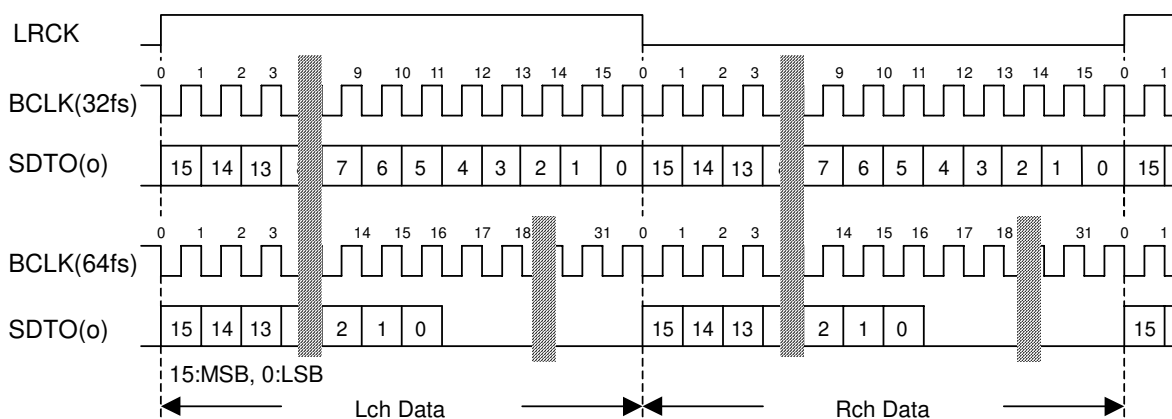 LRCK
0 1 2 3 9 10 11 12 13 14 15 0 1 2 3 9 10 11 12 13 14 15 0 1
BCLK(32fs)
SDTO(o) 15 14 13 7 6 5 4 3 2 1 0 15 14 13 7 6 5 4 3 2 1 0 15
0 1 2 3 14 15 16 17 18 31 0 1 2 3 14 15 16 17 18 31 0 1
BCLK(64fs)
SDTO(o) 15 14 13 2 1 0 15 14 13 2 1 0 15
15:MSB, 0:LSB
Lch Data Rch Data